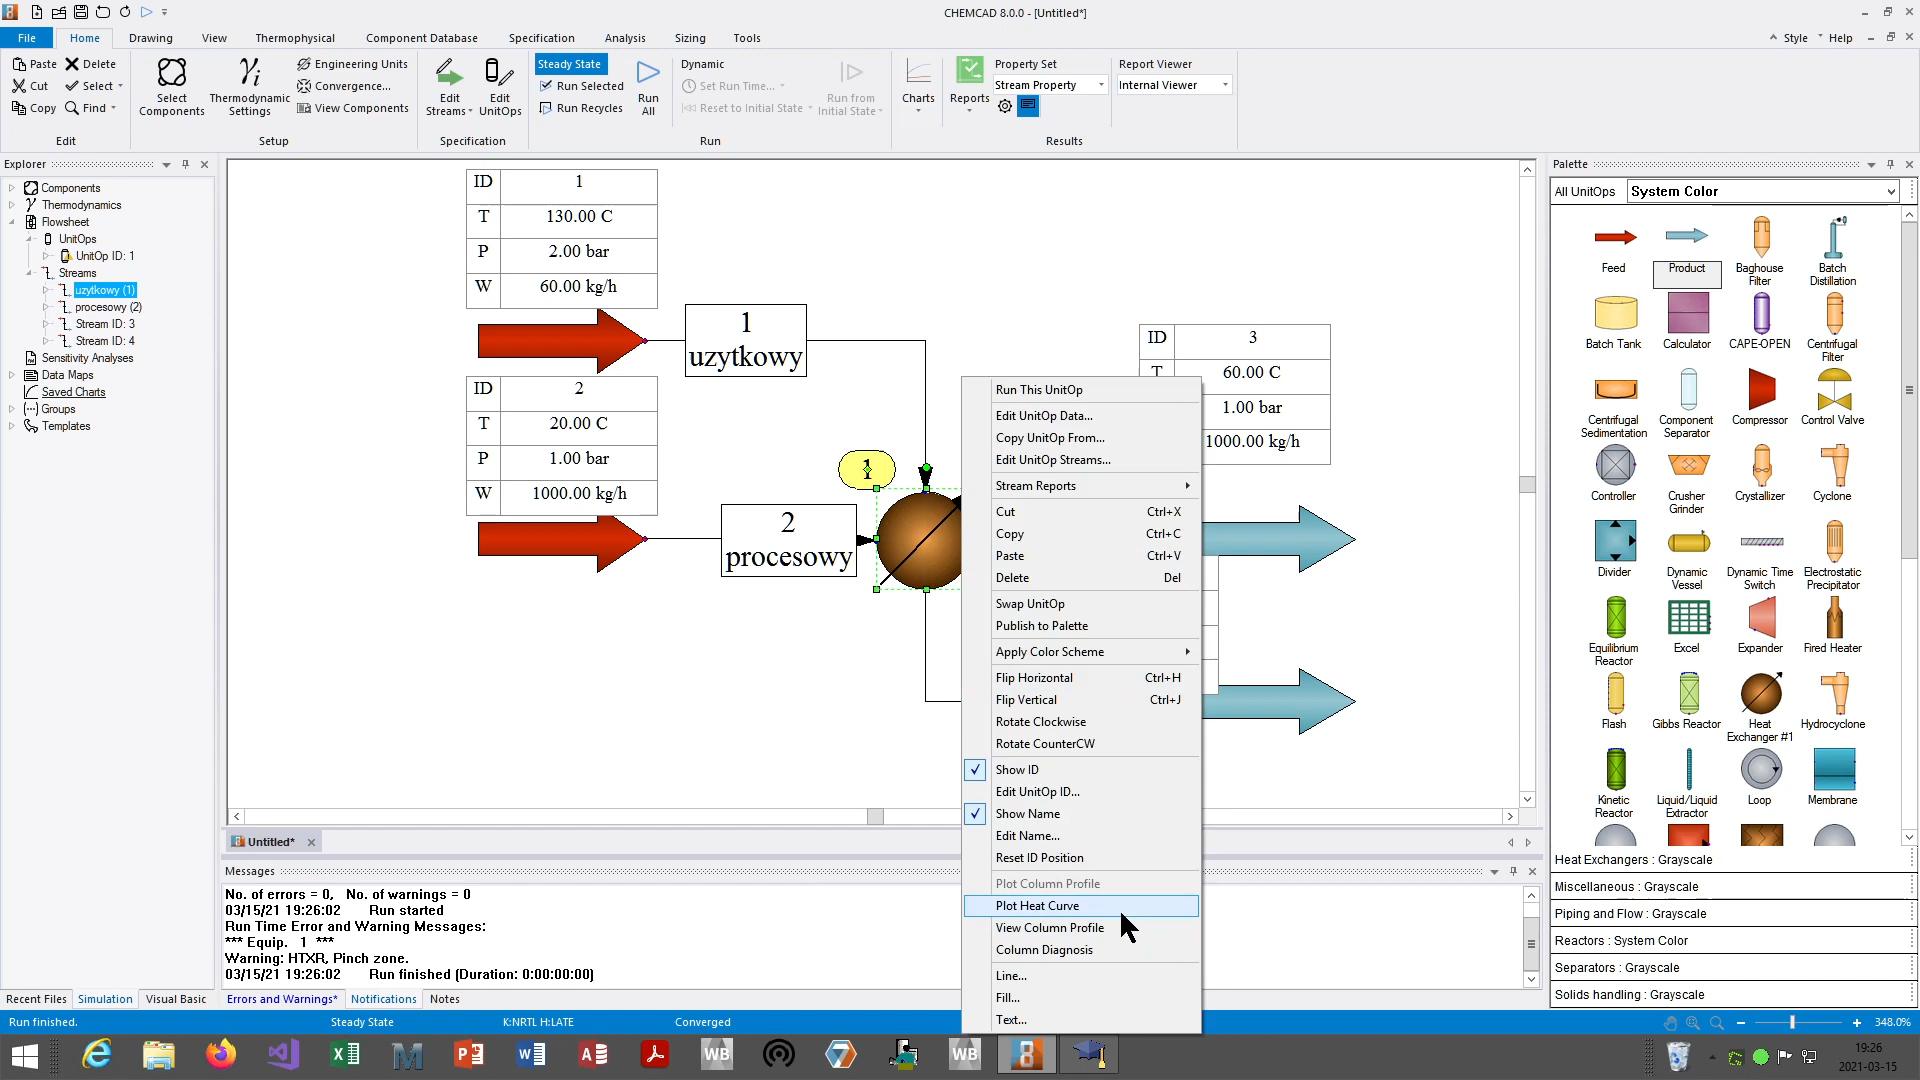 CHEMCAD 8.0.0 - [Untitled*]
File
Home
Drawing
View
Thermophysical
Component Database
Specification
Analysis
Sizing
Tools
Style
Help
Paste
Delete
Cut
Select
Copy
Find
Edit
Select Components
Thermodynamic Settings
Engineering Units
Convergence...
View Components
Setup
Edit Streams
Edit UnitOps
Specification
Steady State
Run Selected
Run Recycles
Run All
Dynamic
Set Run Time...
Reset to Initial State
Run from Initial State
Run
Charts
Reports
Property Set
Stream Property
Report Viewer
Internal Viewer
Results
Explorer
Components
Thermodynamics
Flowsheet
UnitOps
UnitOp ID: 1
Streams
uzytkowy (1)
procesowy (2)
Stream ID: 3
Stream ID: 4
Sensitivity Analyses
Data Maps
Saved Charts
Groups
Templates
Recent Files
Simulation
Visual Basic
ID 1
T 130.00 C
P 2.00 bar
W 60.00 kg/h
1
uzytkowy
ID 2
T 20.00 C
P 1.00 bar
W 1000.00 kg/h
2
procesowy
1
ID 3
T 60.00 C
1.00 bar
1000.00 kg/h
Run This UnitOp
Edit UnitOp Data...
Copy UnitOp From...
Edit UnitOp Streams...
Stream Reports
Cut Ctrl+X
Copy Ctrl+C
Paste Ctrl+V
Delete Del
Swap UnitOp
Publish to Palette
Apply Color Scheme
Flip Horizontal Ctrl+H
Flip Vertical Ctrl+J
Rotate Clockwise
Rotate CounterCW
Show ID
Edit UnitOp ID...
Show Name
Edit Name...
Reset ID Position
Plot Column Profile
Plot Heat Curve
View Column Profile
Column Diagnosis
Line...
Fill...
Text...
Untitled*
Messages
No. of errors = 0, No. of warnings = 0
03/15/21 19:26:02 Run started
Run Time Error and Warning Messages:
*** Equip. 1 ***
Warning: HTXR, Pinch zone.
03/15/21 19:26:02 Run finished (Duration: 0:00:00:00)
Errors and Warnings*
Notifications
Notes
Palette
All UnitOps
System Color
Feed
Product
Baghouse Filter
Batch Distillation
Batch Tank
Calculator
CAPE-OPEN
Centrifugal Filter
Centrifugal Sedimentation
Component Separator
Compressor
Control Valve
Controller
Crusher Grinder
Crystallizer
Cyclone
Divider
Dynamic Vessel
Dynamic Time Switch
Electrostatic Precipitator
Equilibrium Reactor
Excel
Expander
Fired Heater
Flash
Gibbs Reactor
Heat Exchanger #1
Hydrocyclone
Kinetic Reactor
Liquid/Liquid Extractor
Loop
Membrane
Heat Exchangers : Grayscale
Miscellaneous : Grayscale
Piping and Flow : Grayscale
Reactors : System Color
Separators : Grayscale
Solids handling : Grayscale
Run finished.
Steady State
K:NRTL H:LATE
Converged
348.0%
WB
WB
19:26
2021-03-15